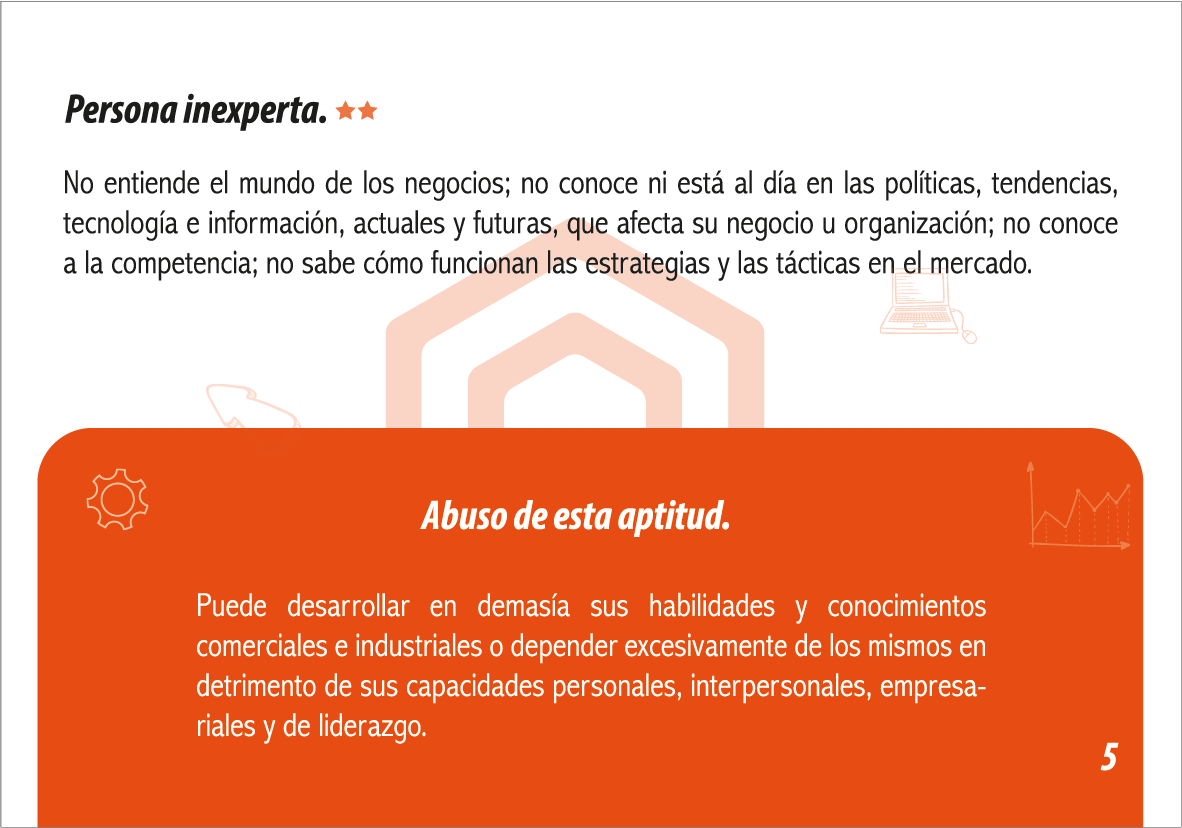 Persona inexperta.
No entiende el mundo de los negocios; no conoce ni está al día en las políticas, tendencias,
tecnología e información, actuales y futuras, que afecta su negocio u organización; no conoce
a la competencia; no sabe cómo funcionan las estrategias y las tácticas en el mercado.
Abuso de esta aptitud.
Puede desarrollar en demasía sus habilidades y conocimientos
comerciales e industriales o depender excesivamente de los mismos en
detrimento de sus capacidades personales, interpersonales, empresa-
riales y de liderazgo.
5